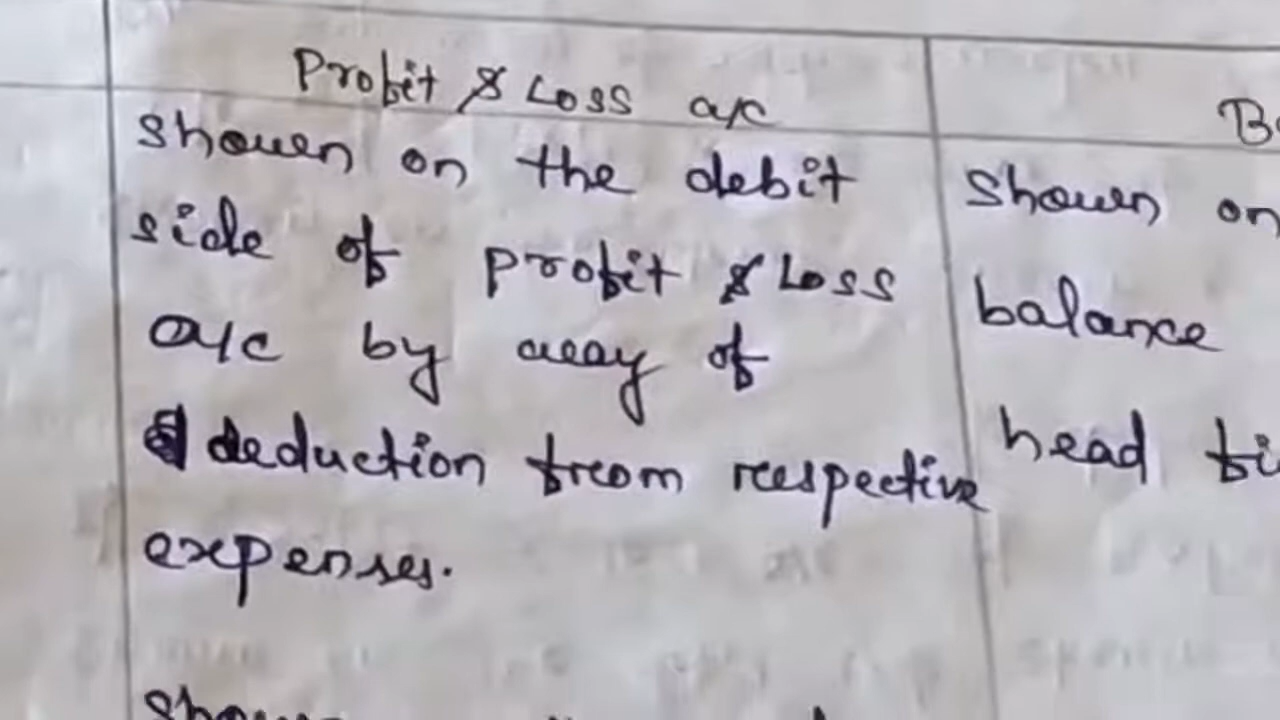 Profit & Loss a/c
shown on the debit
side of profit & Loss
a/c by way of
deduction from respective
expenses.
shown on
balance
head